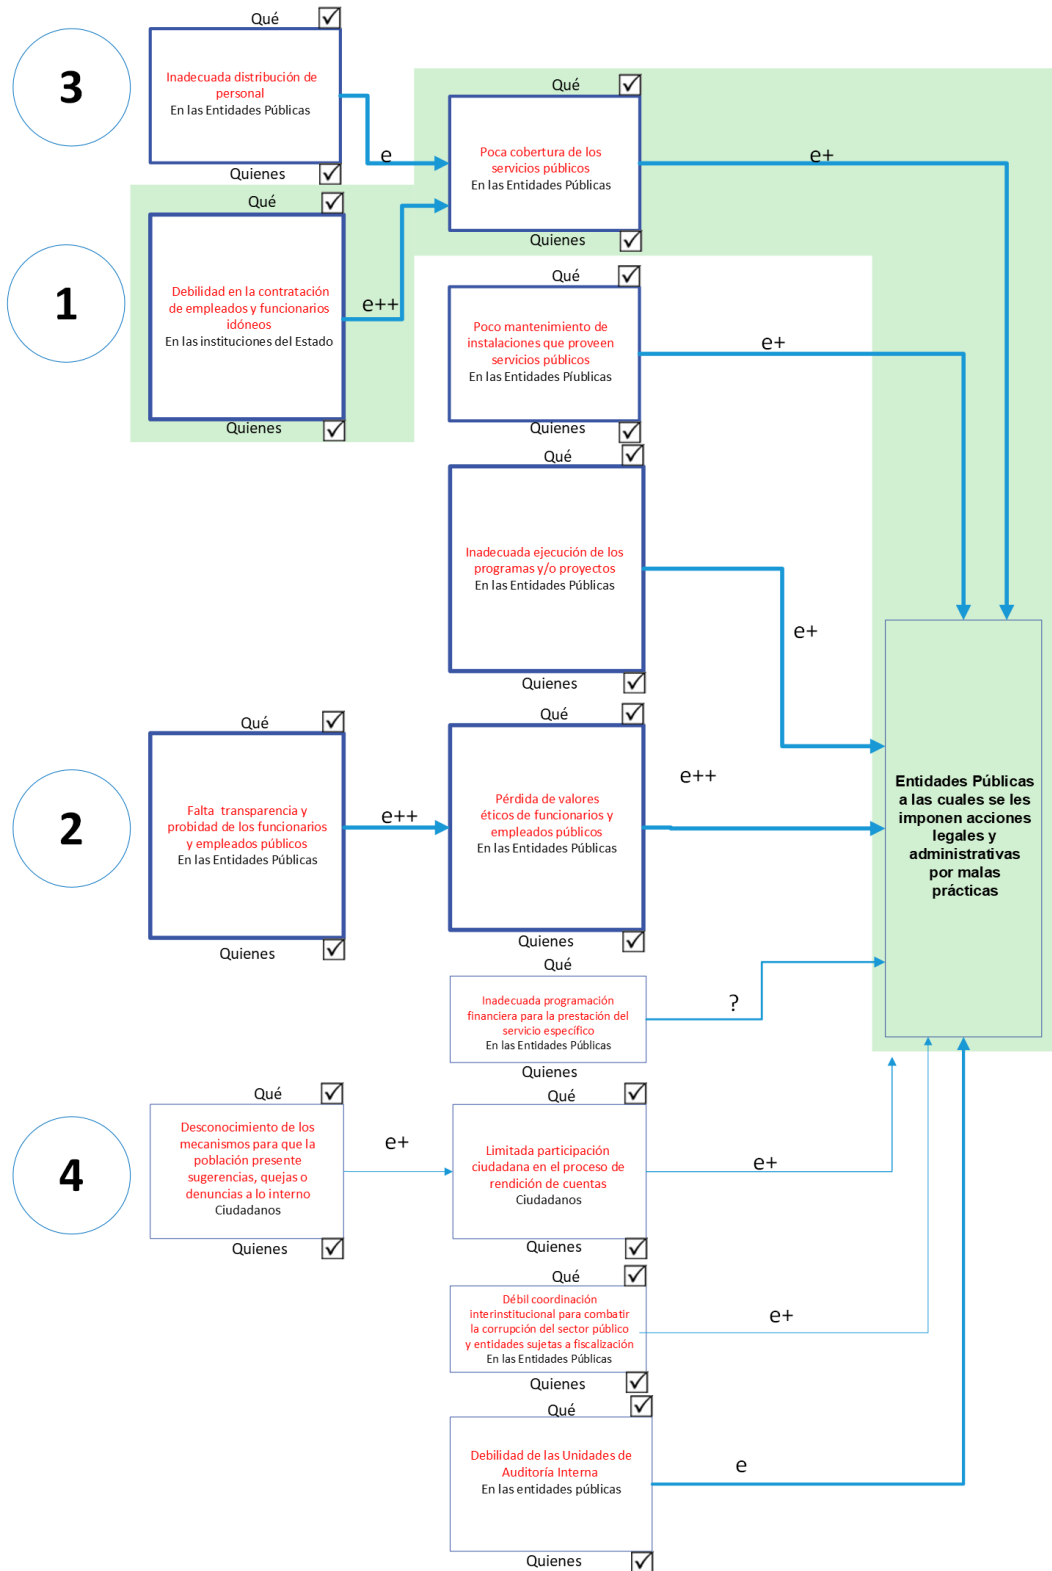 Qué
3
Inadecuada distribución de
personal
En las Entidades Públicas
Quienes
e
Qué
Poca cobertura de los
servicios públicos
En las Entidades Públicas
Quienes
e+
Qué
1
Debilidad en la contratación
de empleados y funcionarios
idóneos
En las instituciones del Estado
Quienes
e++
Qué
Poco mantenimiento de
instalaciones que proveen
servicios públicos
En las Entidades Píublicas
Quienes
e+
Qué
Inadecuada ejecución de los
programas y/o proyectos
En las Entidades Públicas
Quienes
e+
Qué
2
Falta transparencia y
probidad de los funcionarios
y empleados públicos
En las Entidades Públicas
Quienes
e++
Qué
Pérdida de valores
éticos de funcionarios y
empleados públicos
En las Entidades Públicas
Quienes
e++
Entidades Públicas
a las cuales se les
imponen acciones
legales y
administrativas
por malas
prácticas
Qué
Inadecuada programación
financiera para la prestación del
servicio específico
En las Entidades Públicas
Quienes
?
Qué
4
Desconocimiento de los
mecanismos para que la
población presente
sugerencias, quejas o
denuncias a lo interno
Ciudadanos
Quienes
e+
Qué
Limitada participación
ciudadana en el proceso de
rendición de cuentas
Ciudadanos
Quienes
e+
Qué
Débil coordinación
interinstitucional para combatir
la corrupción del sector público
y entidades sujetas a fiscalización
En las Entidades Públicas
Quienes
e+
Qué
Debilidad de las Unidades de
Auditoría Interna
En las entidades públicas
Quienes
e